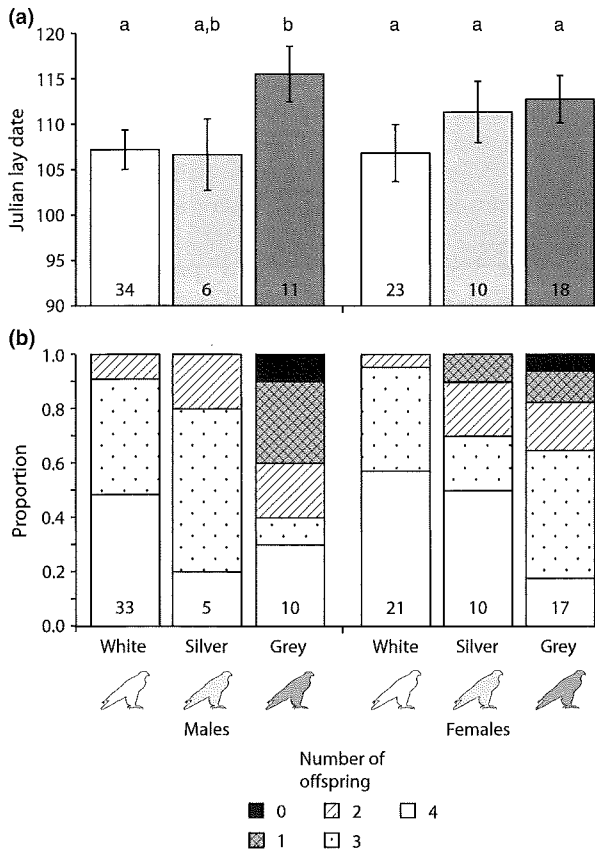 (a)
a a,b b a a a
120
115
110
105
100
95
90
Julian lay date
34 6 11 23 10 18
(b)
1.0
0.8
0.6
0.4
0.2
0.0
Proportion
33 5 10 21 10 17
White Silver Grey White Silver Grey
Males Females
Number of
offspring
0 2 4
1 3